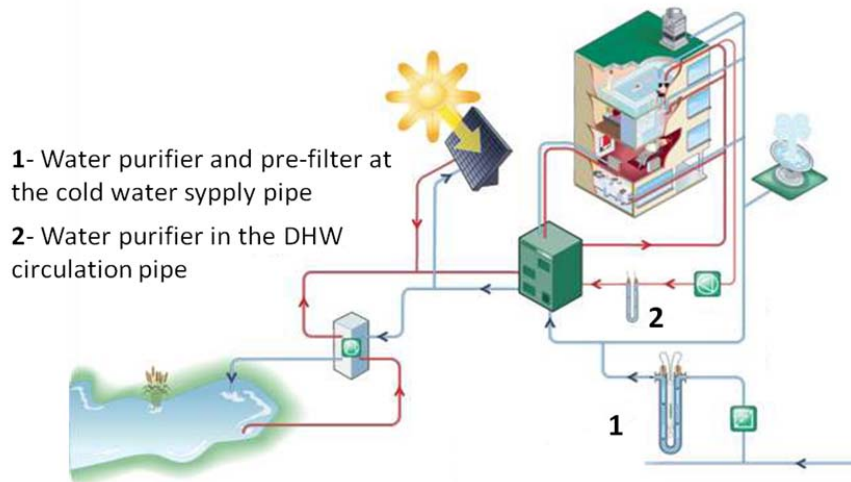 1- Water purifier and pre-filter at
the cold water sypply pipe
2- Water purifier in the DHW
circulation pipe
2
1